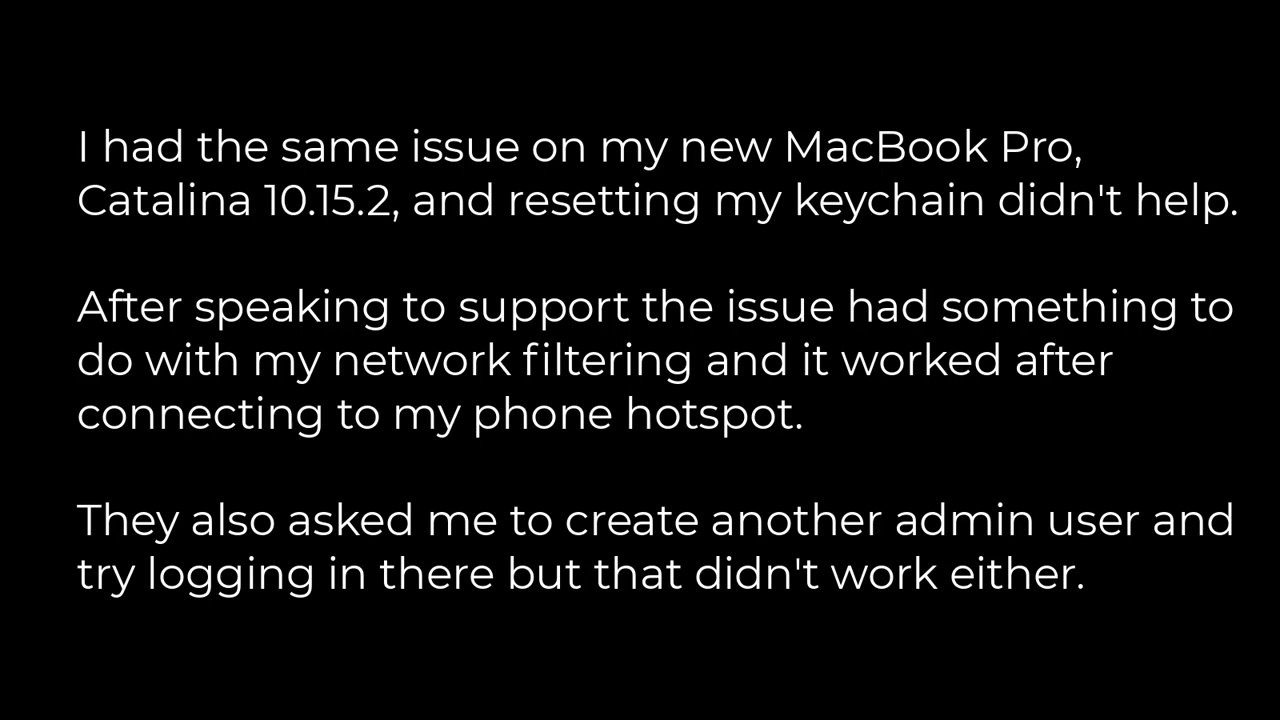 I had the same issue on my new MacBook Pro,
Catalina 10.15.2, and resetting my keychain didn't help.
After speaking to support the issue had something to
do with my network filtering and it worked after
connecting to my phone hotspot.
They also asked me to create another admin user and
try logging in there but that didn't work either.